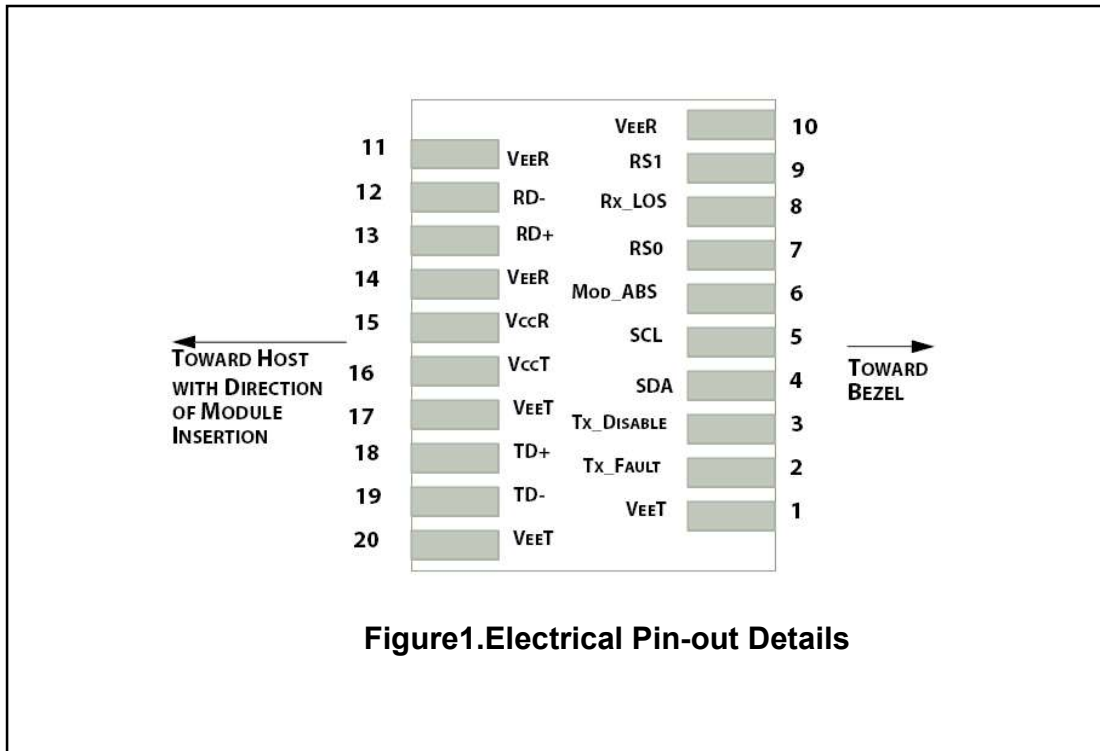 VEER 10
11 VEER RS1 9
12 RD- RX_LOS 8
13 RD+ RS0 7
14 VEER MOD_ABS 6
15 VCCR SCL 5
TOWARD HOST
WITH DIRECTION
OF MODULE
INSERTION
16 VCCT SDA 4
TOWARD
BEZEL
17 VEET TX_DISABLE 3
18 TD+ TX_FAULT 2
19 TD- VEET 1
20 VEET
Figure1.Electrical Pin-out Details